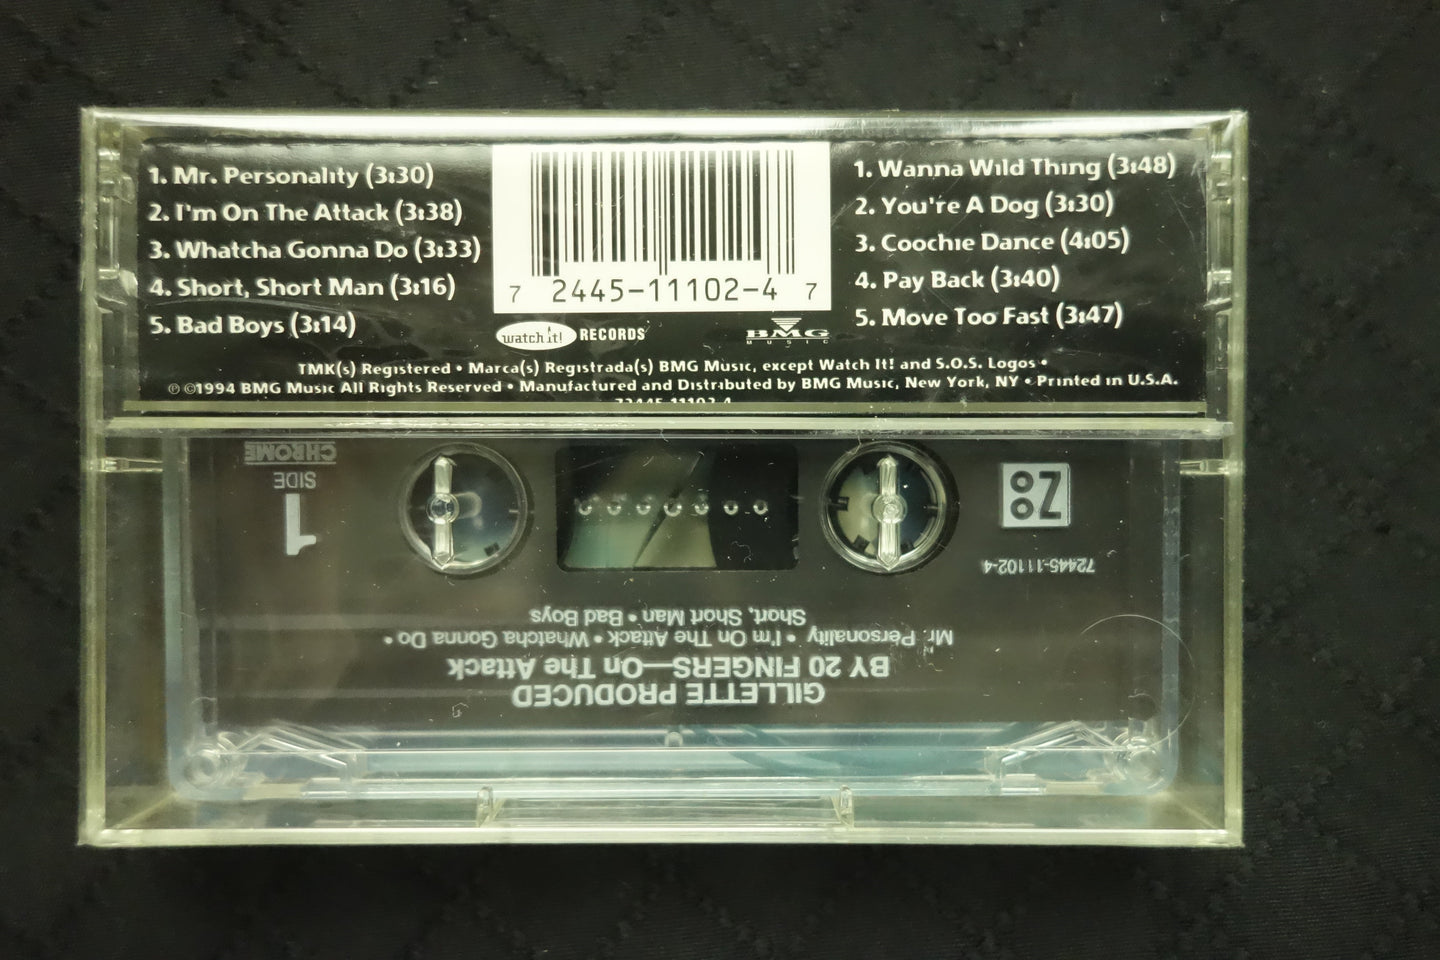 1. Mr. Personality (3:30)
2. I'm On The Attack (3:38)
3. Whatcha Gonna Do (3:33)
4. Short, Short Man (3:16)
5. Bad Boys (3:14)
7 2445-11102-4 7
watch it! RECORDS
BMG
MUSIC
1. Wanna Wild Thing (3:48)
2. You're A Dog (3:30)
3. Coochie Dance (4:05)
4. Pay Back (3:40)
5. Move Too Fast (3:47)
TMK(s) Registered • Marca(s) Registrada(s) BMG Music, except Watch It! and S.O.S. Logos •
℗ ©1994 BMG Music All Rights Reserved • Manufactured and Distributed by BMG Music, New York, NY • Printed in U.S.A.
72445-11102-4
GILLETTE PRODUCED
BY 20 FINGERS—On The Attack
Mr. Personality • I'm On The Attack • Whatcha Gonna Do •
Short, Short Man • Bad Boys
72445-11102-4
ZOO
1
SIDE
CHROME